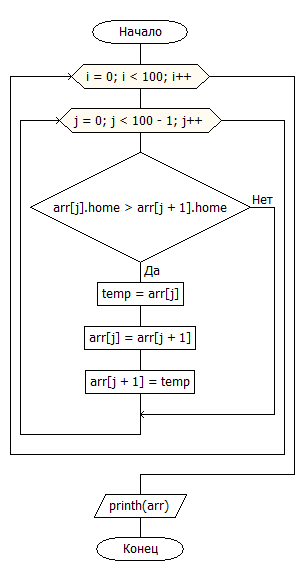 Начало
i = 0; i < 100; i++
j = 0; j < 100 - 1; j++
arr[j].home > arr[j + 1].home
Нет
Да
temp = arr[j]
arr[j] = arr[j + 1]
arr[j + 1] = temp
printh(arr)
Конец